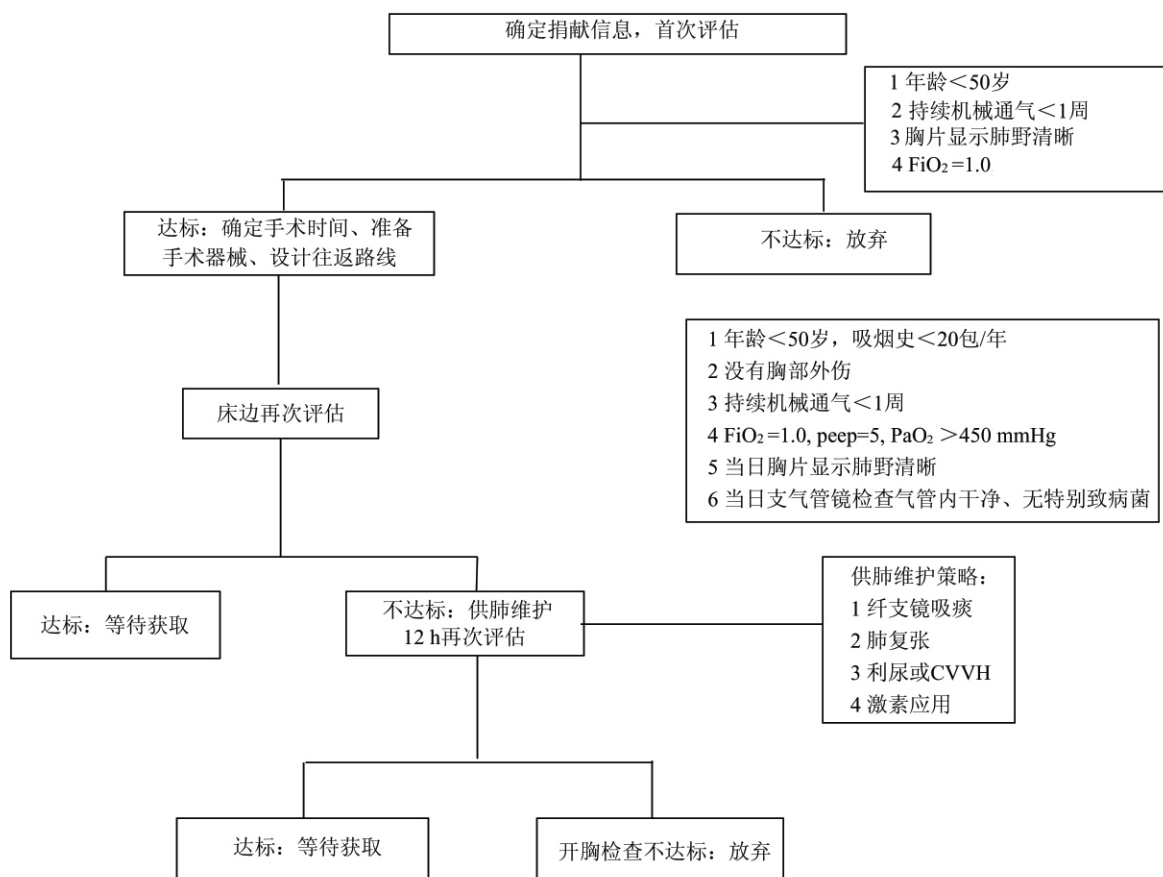 确定捐献信息，首次评估
1 年龄＜50岁
2 持续机械通气＜1周
3 胸片显示肺野清晰
4 FiO₂ =1.0
达标：确定手术时间、准备
手术器械、设计往返路线
不达标：放弃
1 年龄＜50岁，吸烟史＜20包/年
2 没有胸部外伤
3 持续机械通气＜1周
4 FiO₂ =1.0, peep=5, PaO₂ ＞450 mmHg
5 当日胸片显示肺野清晰
6 当日支气管镜检查气管内干净、无特别致病菌
床边再次评估
达标：等待获取
不达标：供肺维护
12 h再次评估
供肺维护策略：
1 纤支镜吸痰
2 肺复张
3 利尿或CVVH
4 激素应用
达标：等待获取
开胸检查不达标：放弃